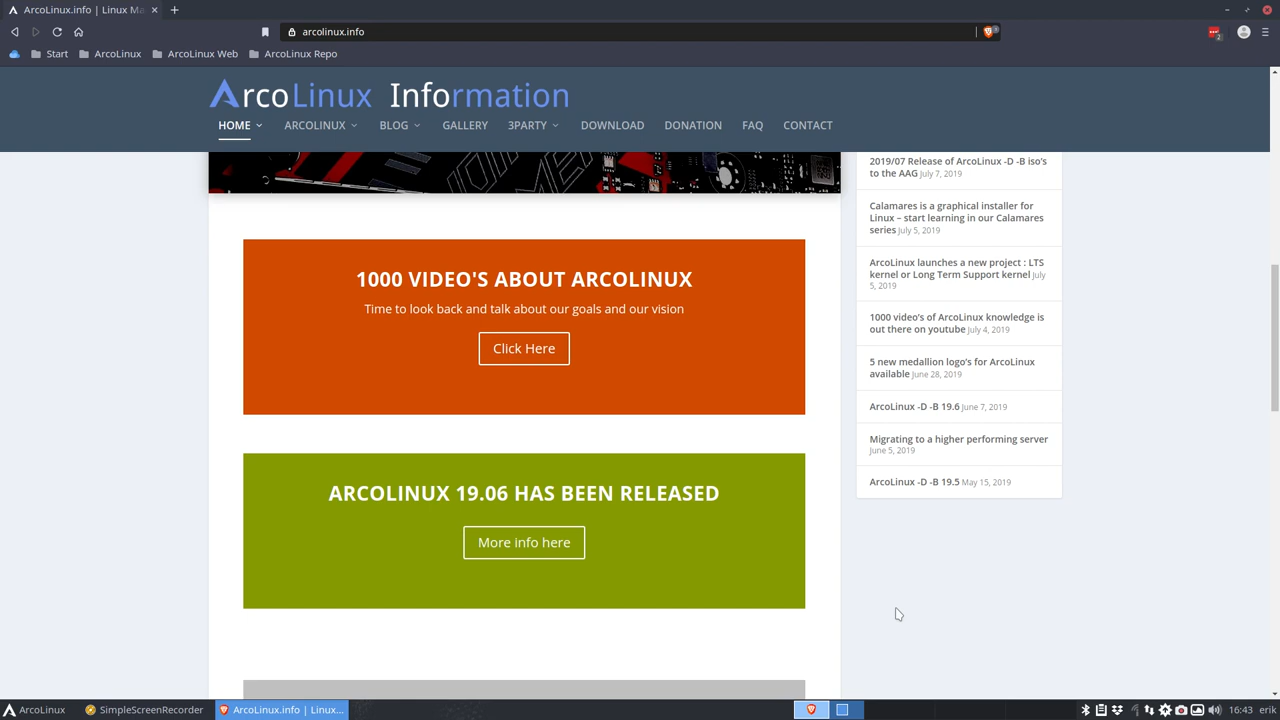 ArcoLinux.info | Linux Ma
arcolinux.info
Start
ArcoLinux
ArcoLinux Web
ArcoLinux Repo
ArcoLinux Information
HOME
ARCOLINUX
BLOG
GALLERY
3PARTY
DOWNLOAD
DONATION
FAQ
CONTACT
1000 VIDEO'S ABOUT ARCOLINUX
Time to look back and talk about our goals and our vision
Click Here
ARCOLINUX 19.06 HAS BEEN RELEASED
More info here
2019/07 Release of ArcoLinux -D -B iso's
to the AAG July 7, 2019
Calamares is a graphical installer for
Linux – start learning in our Calamares
series July 5, 2019
ArcoLinux launches a new project : LTS
kernel or Long Term Support kernel July
5, 2019
1000 video's of ArcoLinux knowledge is
out there on youtube July 4, 2019
5 new medallion logo's for ArcoLinux
available June 28, 2019
ArcoLinux -D -B 19.6 June 7, 2019
Migrating to a higher performing server
June 5, 2019
ArcoLinux -D -B 19.5 May 15, 2019
ArcoLinux
SimpleScreenRecorder
ArcoLinux.info | Linux...
16:43
erik